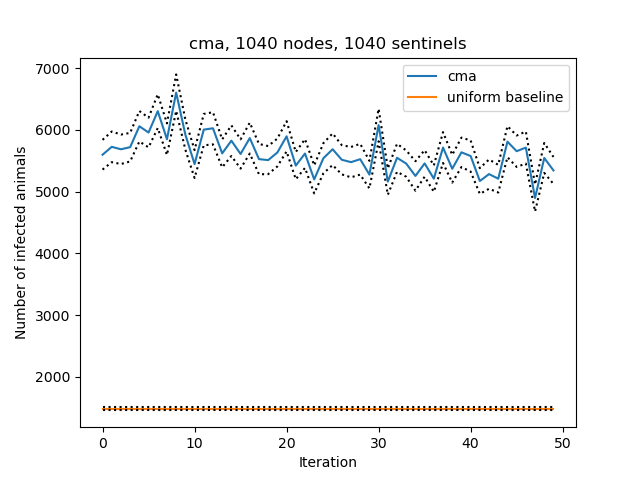 cma, 1040 nodes, 1040 sentinels
cma
uniform baseline
Number of infected animals
7000
6000
5000
4000
3000
2000
0 10 20 30 40 50
Iteration